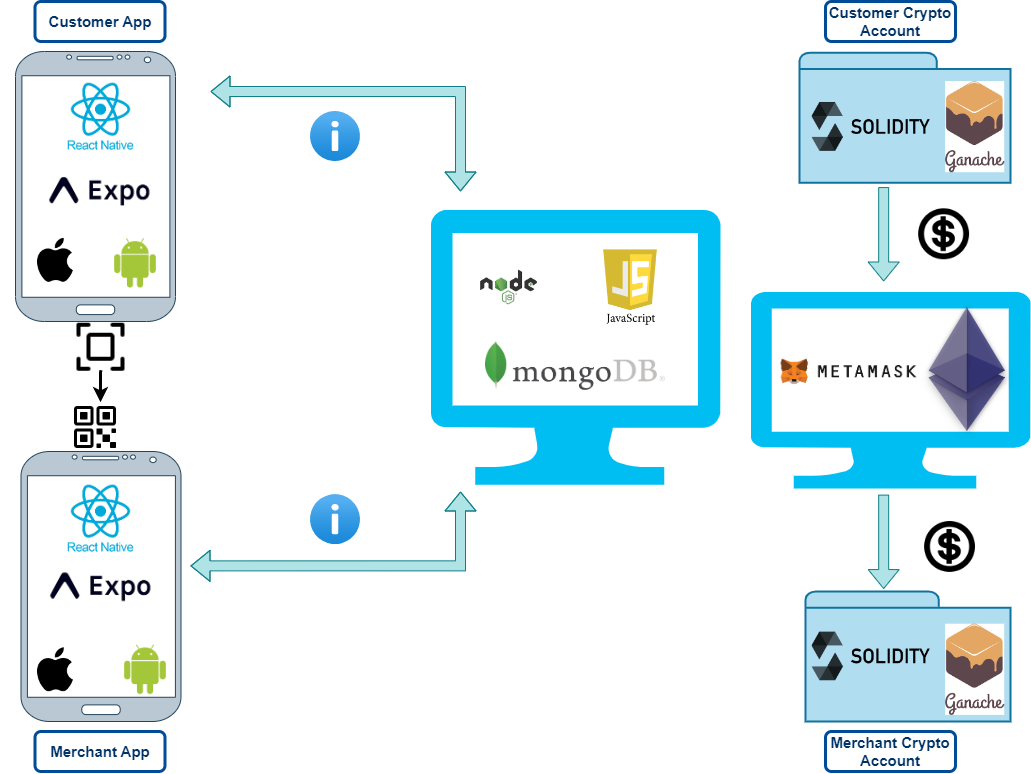 Customer App
React Native
Expo
Customer Crypto
Account
SOLIDITY
Ganache
node
JS
JS
JavaScript
mongoDB®
METAMASK
React Native
Expo
SOLIDITY
Ganache
Merchant App
Merchant Crypto
Account